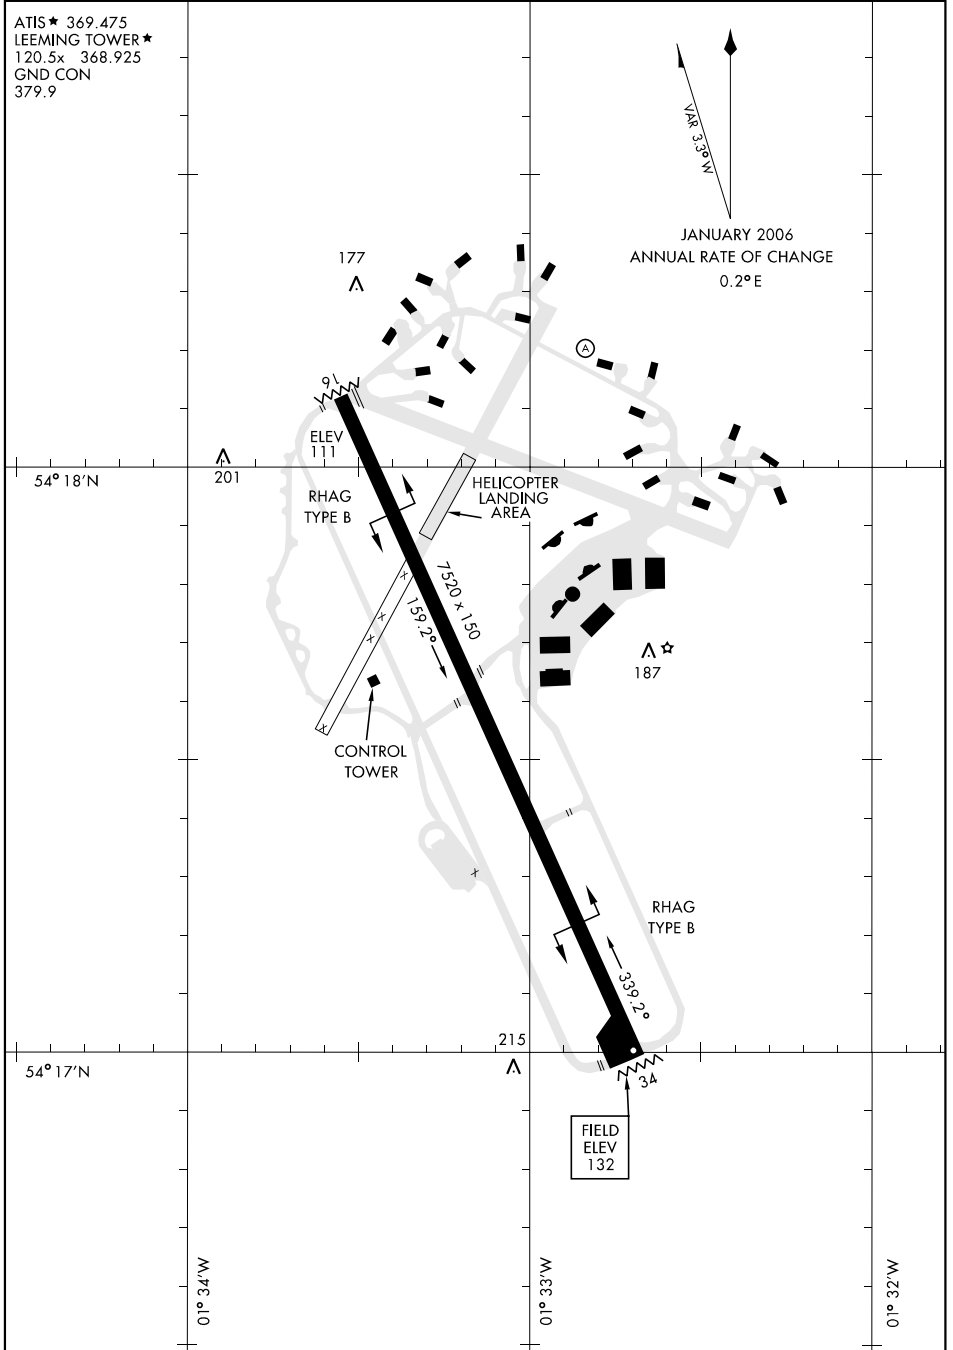 ATIS★ 369.475
LEEMING TOWER★
120.5x 368.925
GND CON
379.9
VAR 3.3° W
JANUARY 2006
ANNUAL RATE OF CHANGE
0.2° E
177
A
16
ELEV
111
54° 18'N
201
RHAG
TYPE B
HELICOPTER
LANDING
AREA
7520 x 150
159.2°
187
CONTROL
TOWER
RHAG
TYPE B
339.2°
215
54° 17'N
34
FIELD
ELEV
132
01° 34'W
01° 33'W
01° 32'W